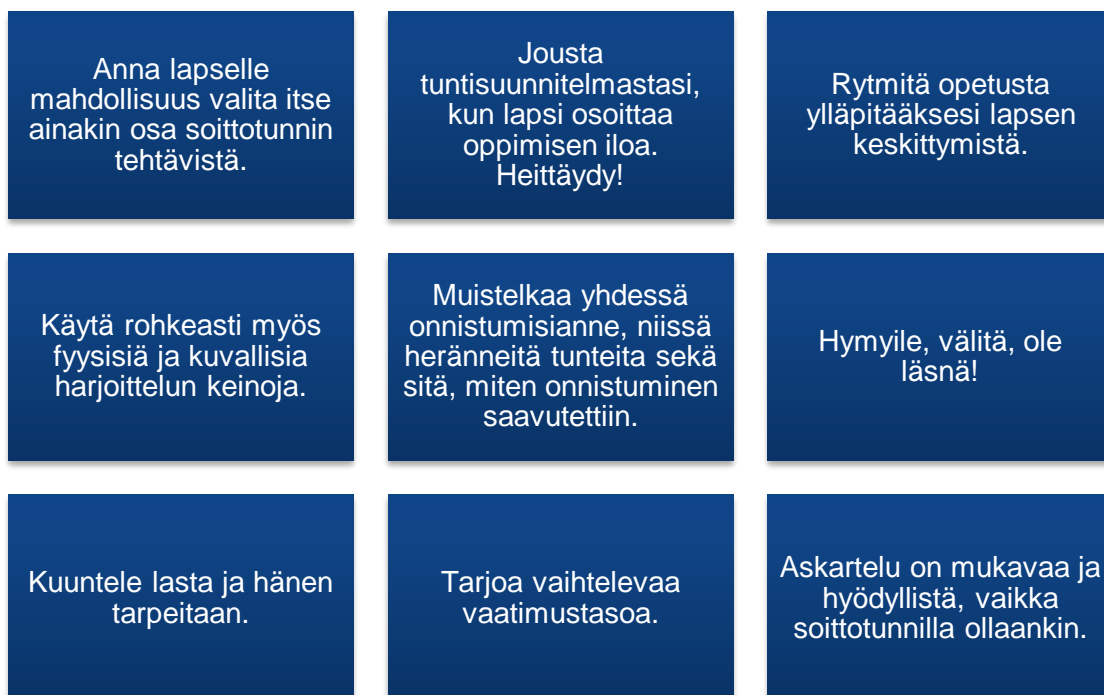 Anna lapselle
mahdollisuus valita itse
ainakin osa soittotunnin
tehtävistä.
Jousta
tuntisuunnitelmastasi,
kun lapsi osoittaa
oppimisen iloa.
Heittäydy!
Rytmitä opetusta
ylläpitääksesi lapsen
keskittymistä.
Käytä rohkeasti myös
fyysisiä ja kuvallisia
harjoittelun keinoja.
Muistelkaa yhdessä
onnistumisianne, niissä
heränneitä tunteita sekä
sitä, miten onnistuminen
saavutettiin.
Hymyile, välitä, ole
läsnä!
Kuuntele lasta ja hänen
tarpeitaan.
Tarjoa vaihtelevaa
vaatimustasoa.
Askartelu on mukavaa ja
hyödyllistä, vaikka
soittotunnilla ollaankin.